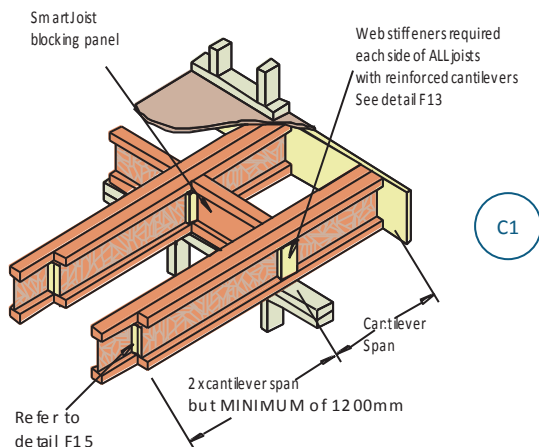 SmartJoist
blocking panel
Web stiffeners required
each side of ALL joists
with reinforced cantilevers
See detail F13
C1
Cantilever
Span
2 x cantilever span
but MINIMUM of 1200mm
Refer to
detail F15